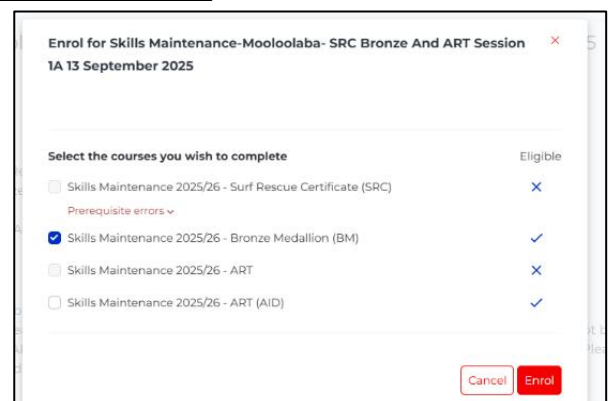 Enrol for Skills Maintenance-Mooloolaba- SRC Bronze And ART Session
1A 13 September 2025
Select the courses you wish to complete Eligible
Skills Maintenance 2025/26 - Surf Rescue Certificate (SRC)
Prerequisite errors
Skills Maintenance 2025/26 - Bronze Medallion (BM)
Skills Maintenance 2025/26 - ART
Skills Maintenance 2025/26 - ART (AID)
Cancel Enrol